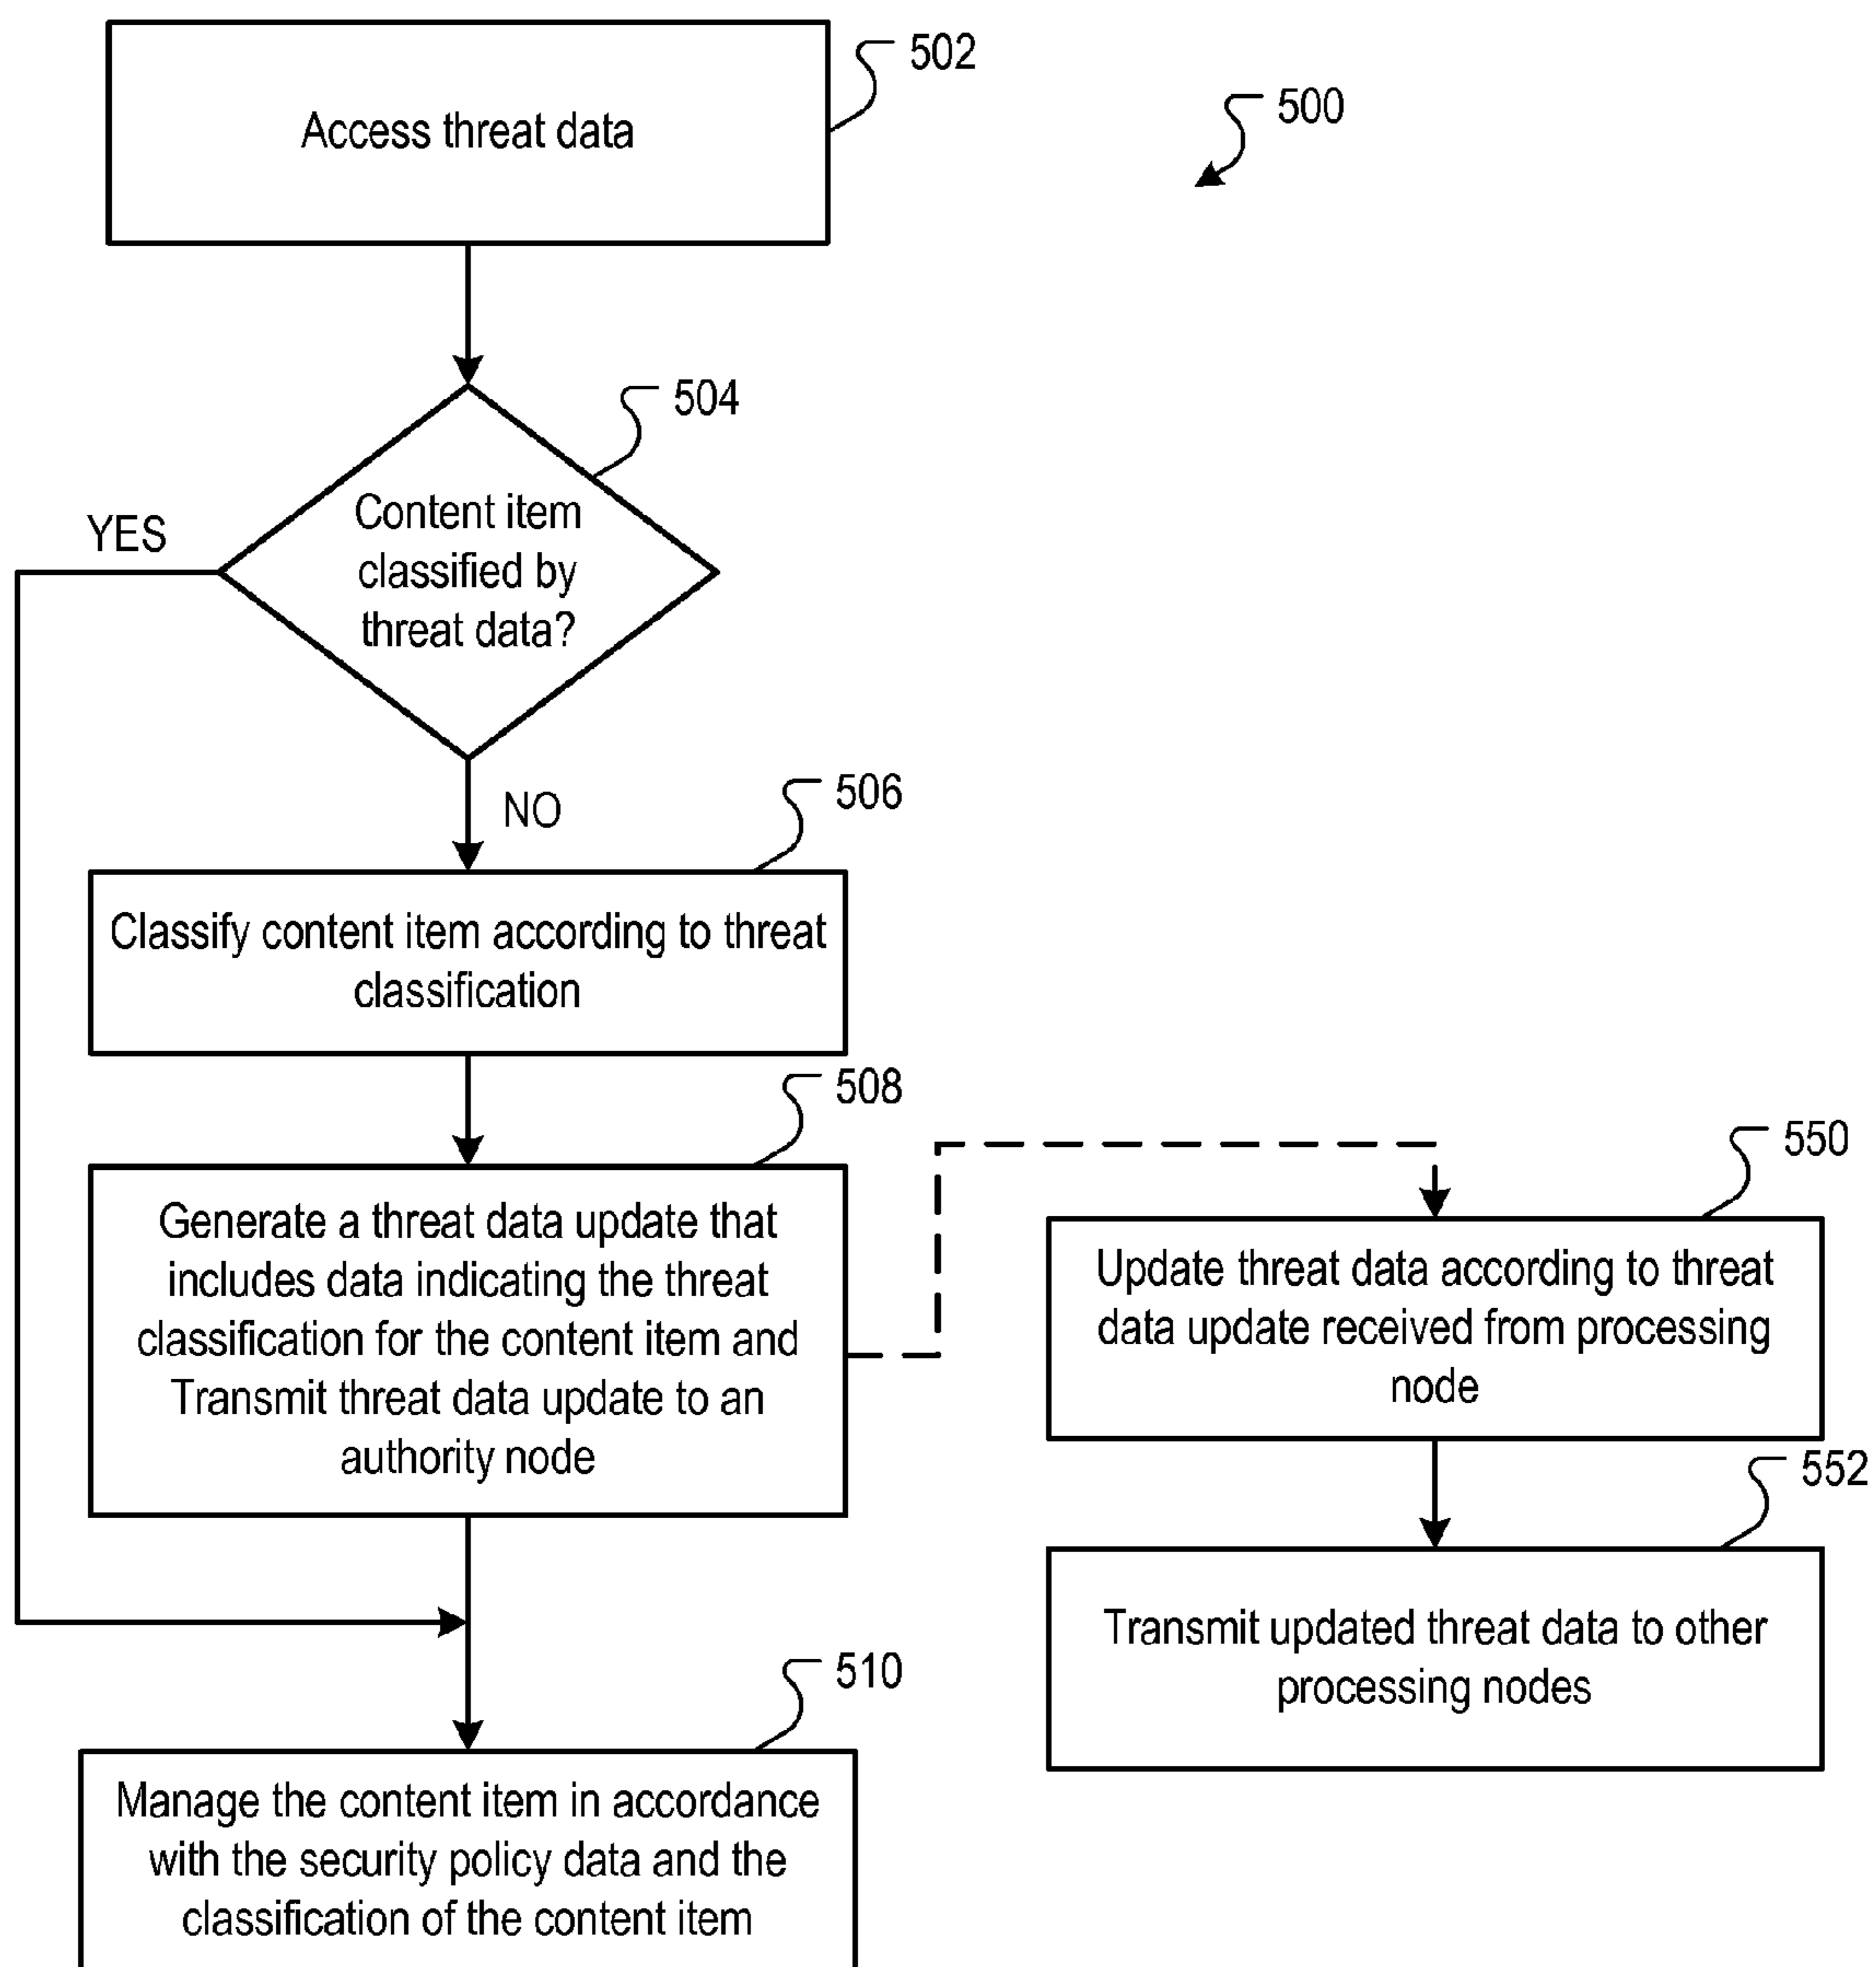 502
Access threat data
500
504
Content item
classified by
threat data?
YES
NO
506
Classify content item according to threat
classification
508
Generate a threat data update that
includes data indicating the threat
classification for the content item and
Transmit threat data update to an
authority node
550
Update threat data according to threat
data update received from processing
node
552
Transmit updated threat data to other
processing nodes
510
Manage the content item in accordance
with the security policy data and the
classification of the content item